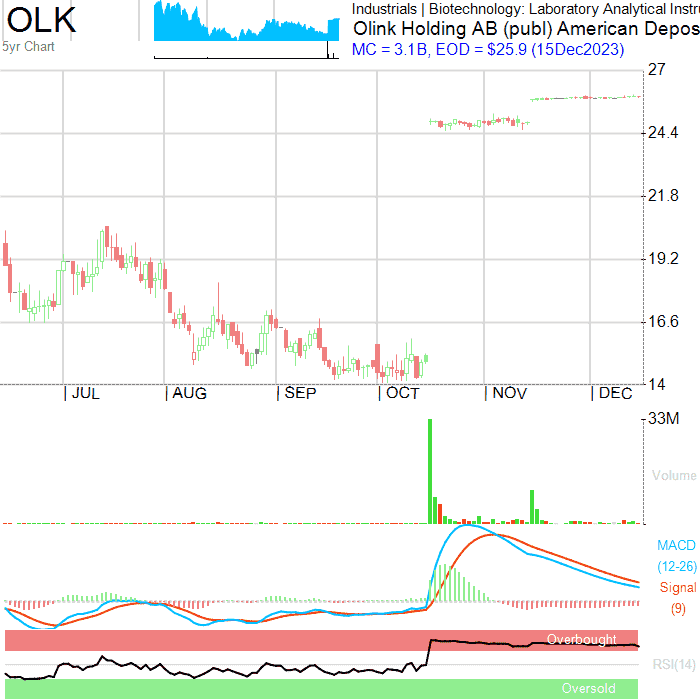 OLK
5yr Chart
Industrials | Biotechnology: Laboratory Analytical Instru
Olink Holding AB (publ) American Depos
MC = 3.1B, EOD = $25.9 (15Dec2023)
27
24.4
21.8
19.2
16.6
14
JUL AUG SEP OCT NOV DEC
33M
Volume
MACD
(12-26)
Signal
(9)
Overbought
RSI(14)
Oversold